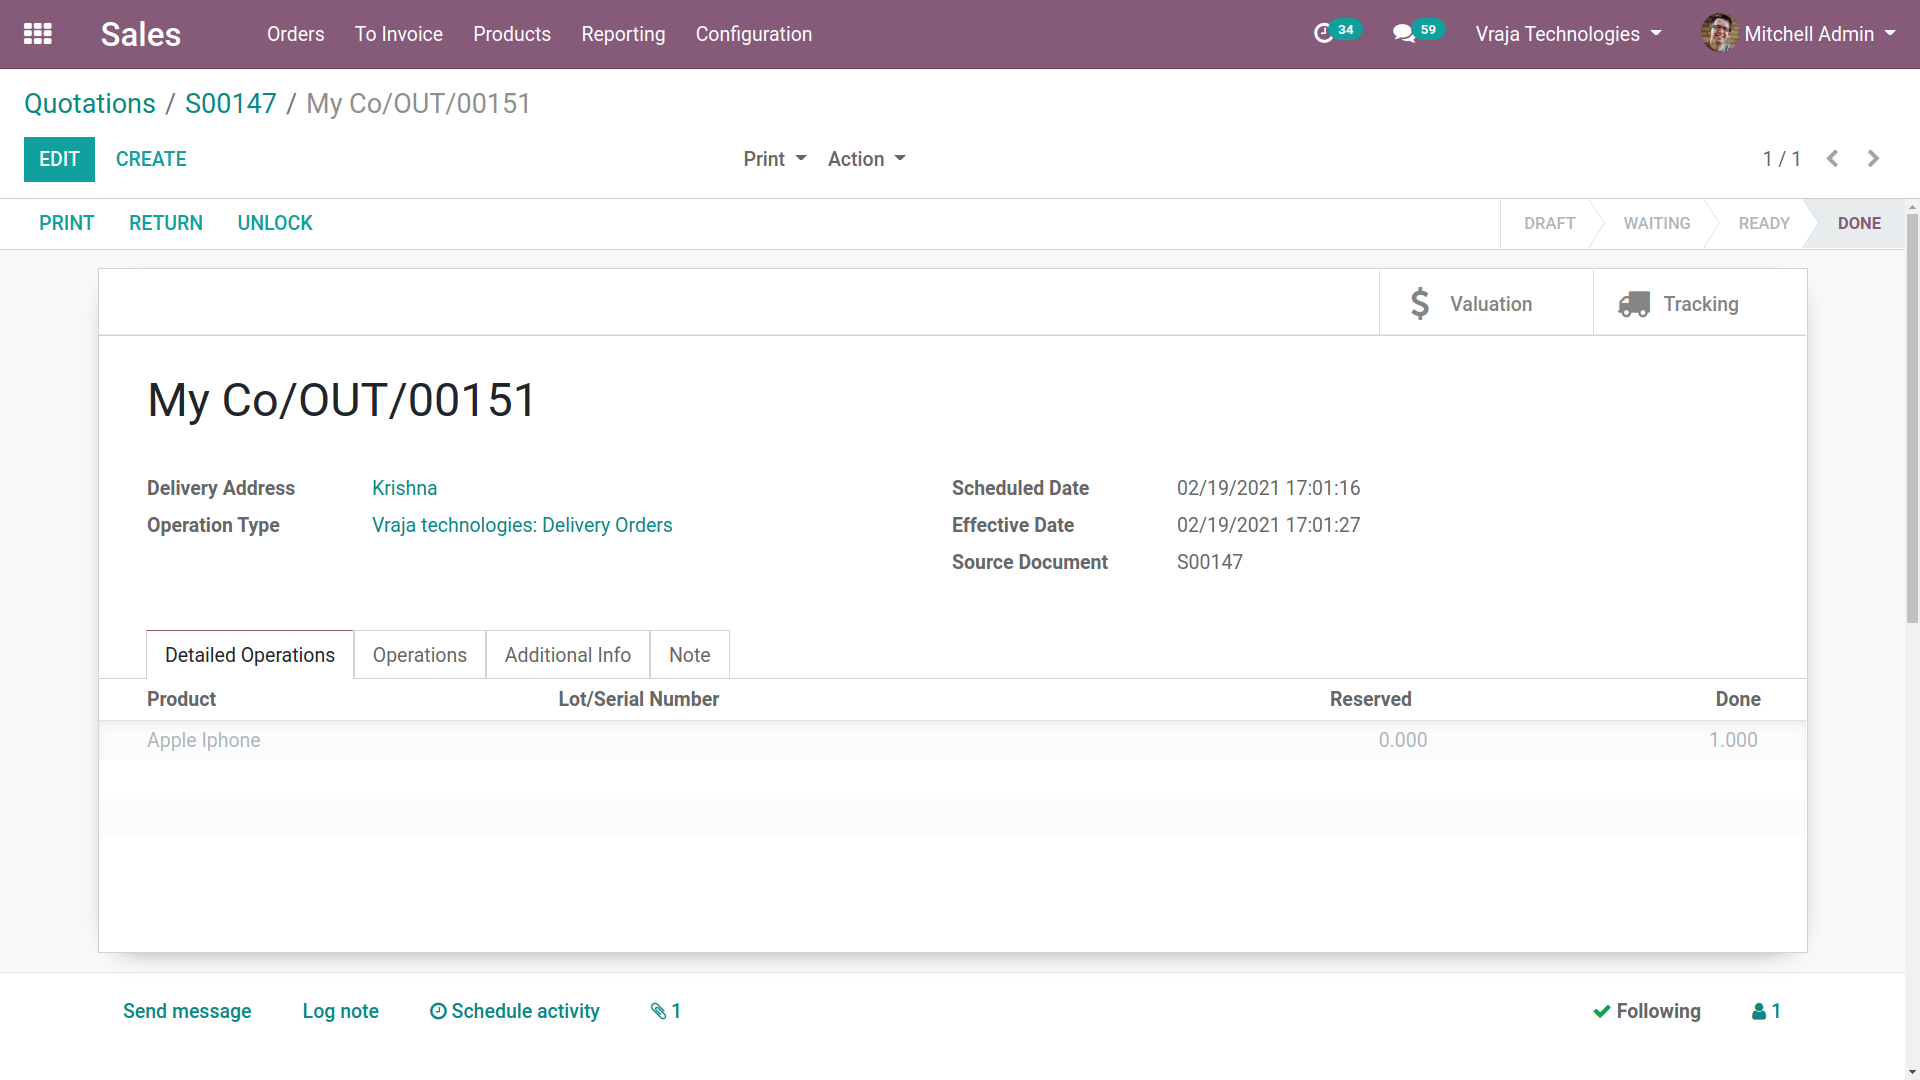 Sales Orders To Invoice Products Reporting Configuration 34 59 Vraja Technologies Mitchell Admin
Quotations / S00147 / My Co/OUT/00151
EDIT CREATE Print Action 1 / 1
PRINT RETURN UNLOCK DRAFT WAITING READY DONE
$ Valuation Tracking
My Co/OUT/00151
Delivery Address Krishna Scheduled Date 02/19/2021 17:01:16
Operation Type Vraja technologies: Delivery Orders Effective Date 02/19/2021 17:01:27
Source Document S00147
Detailed Operations Operations Additional Info Note
Product Lot/Serial Number Reserved Done
Apple Iphone 0.000 1.000
Send message Log note Schedule activity 1 Following 1